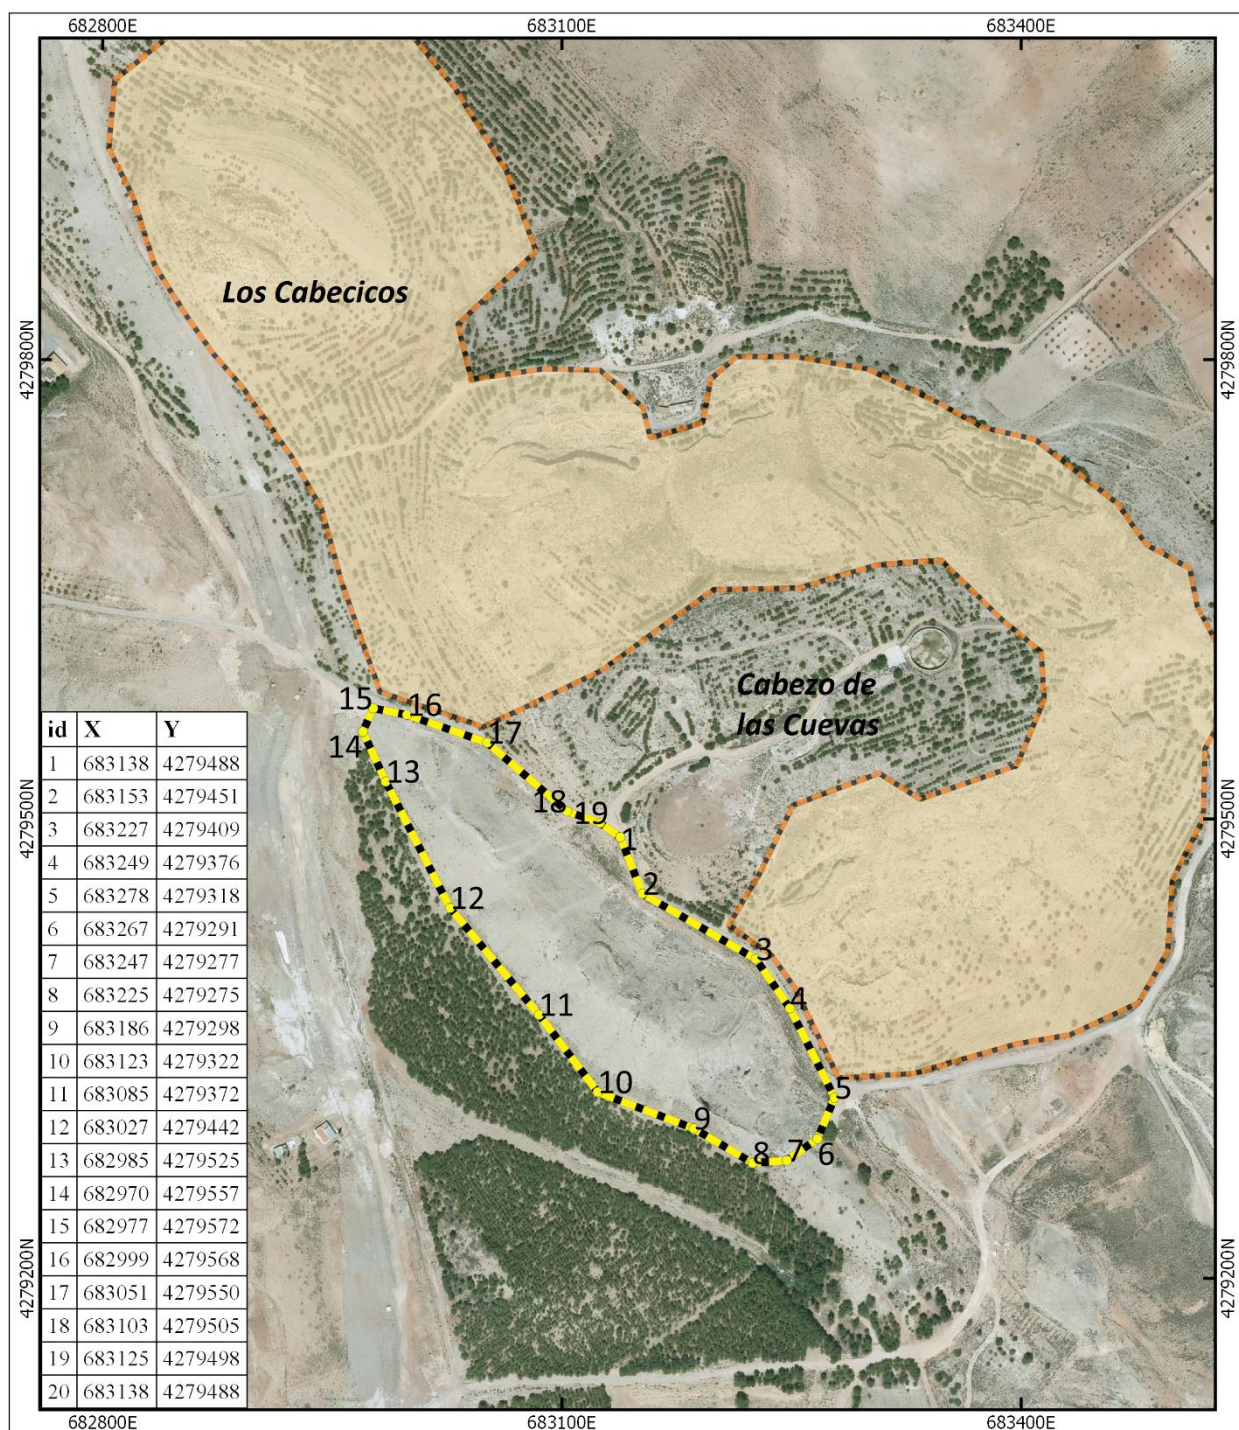 682800E 683100E 683400E
Los Cabecicos
4279800N 4279800N
Cabezo de
las Cuevas
15 16 17
14 13
18 19 1
2
12
3
4
11
10
5
9
8 7 6
4279500N 4279500N
id X Y
1 683138 4279488
2 683153 4279451
3 683227 4279409
4 683249 4279376
5 683278 4279318
6 683267 4279291
7 683247 4279277
8 683225 4279275
9 683186 4279298
10 683123 4279322
11 683085 4279372
12 683027 4279442
13 682985 4279525
14 682970 4279557
15 682977 4279572
16 682999 4279568
17 683051 4279550
18 683103 4279505
19 683125 4279498
20 683138 4279488
4279200N 4279200N
682800E 683100E 683400E